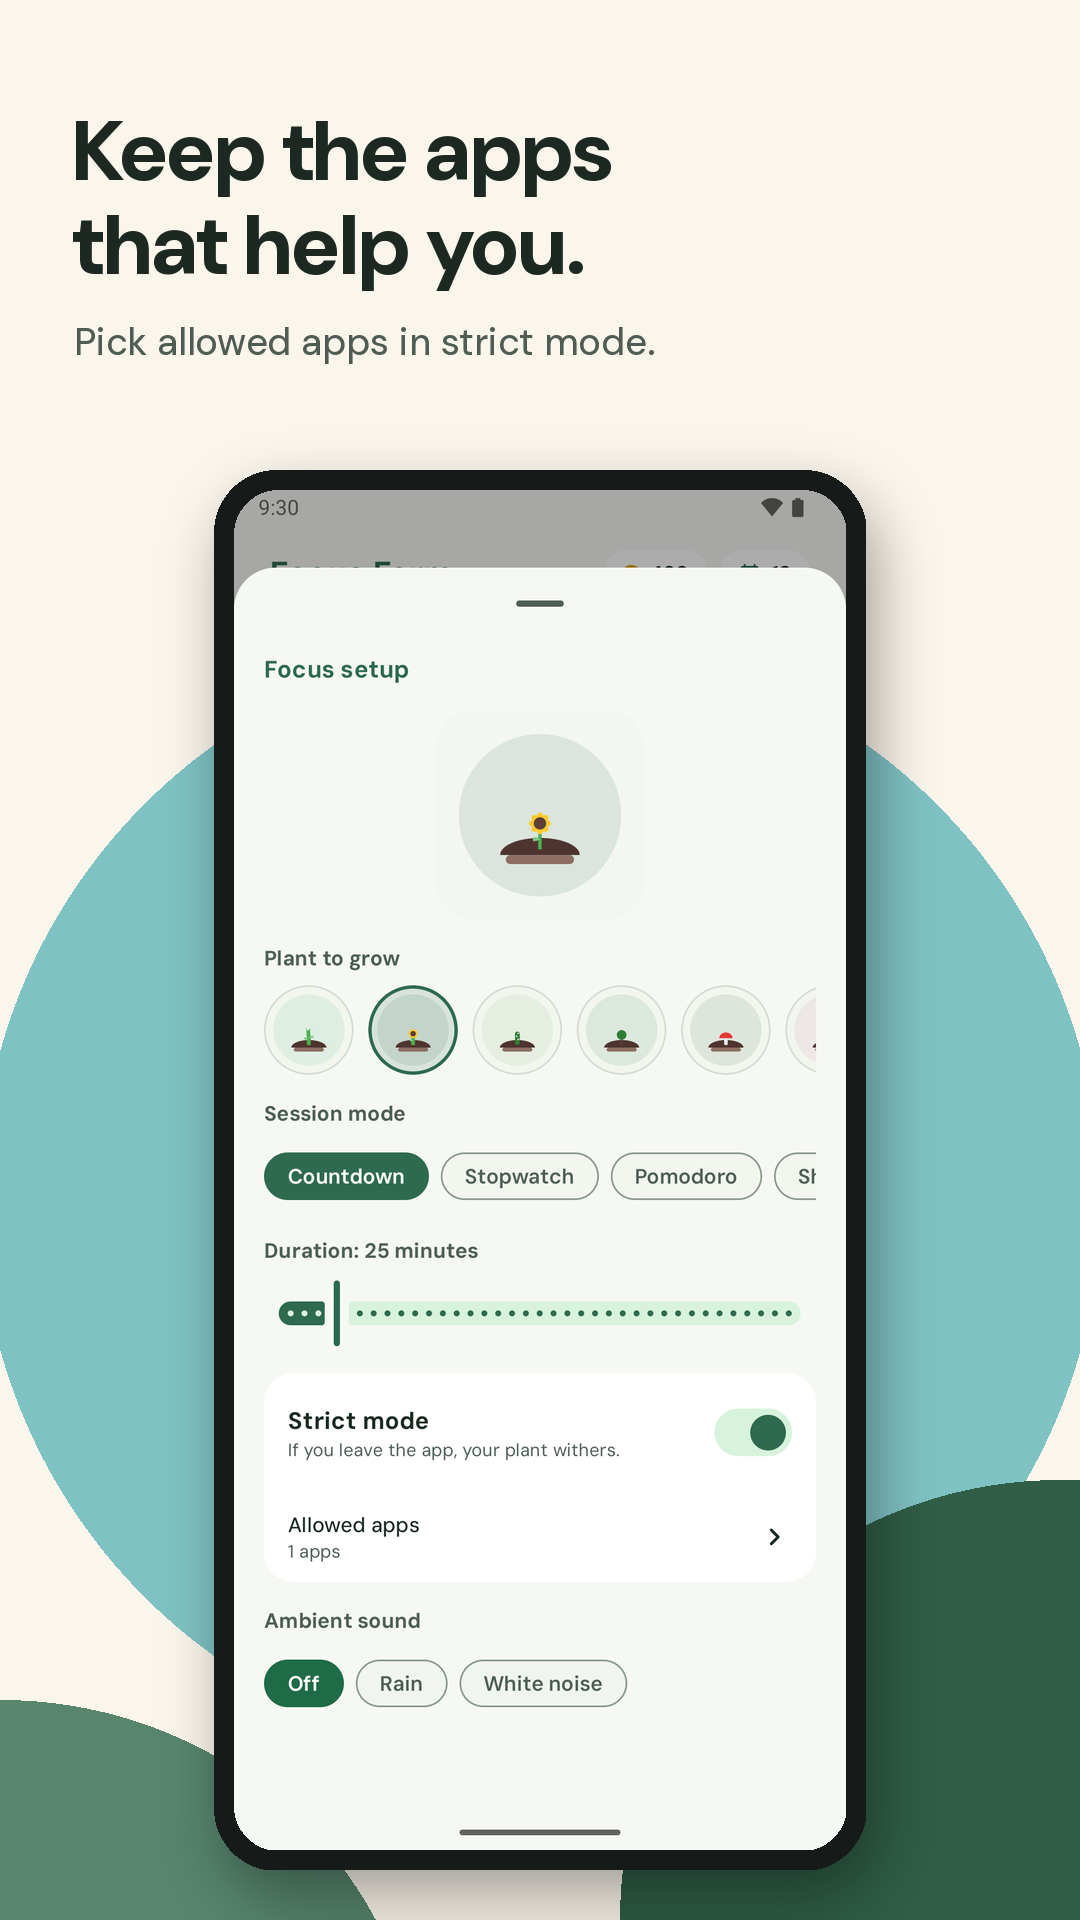 Keep the apps
that help you.
Pick allowed apps in strict mode.
9:30
Focus setup
Plant to grow
Session mode
Countdown Stopwatch Pomodoro
Duration: 25 minutes
Strict mode
If you leave the app, your plant withers.
Allowed apps
1 apps
Ambient sound
Off Rain White noise